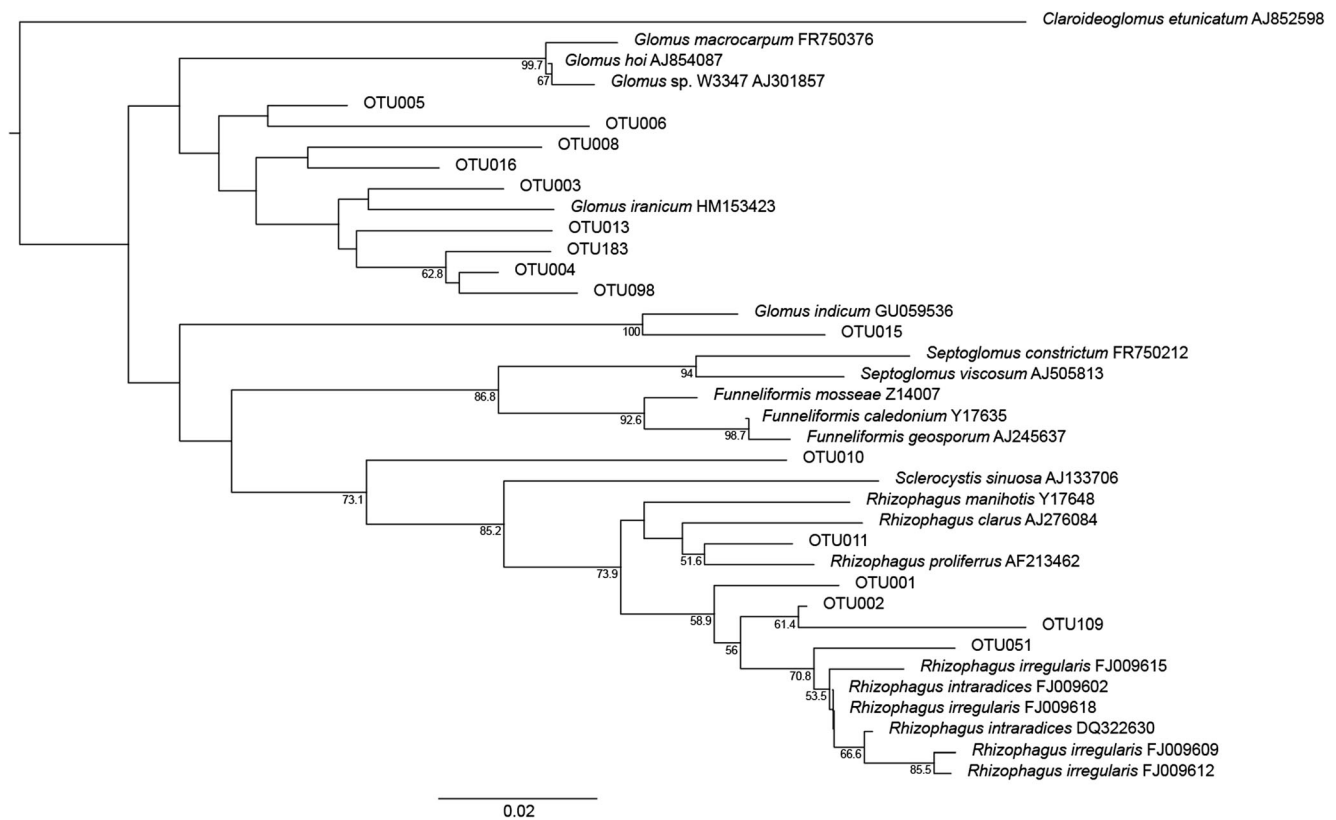 Claroideoglomus etunicatum AJ852598
Glomus macrocarpum FR750376
Glomus hoi AJ854087
99.7
67
Glomus sp. W3347 AJ301857
OTU005
OTU006
OTU008
OTU016
OTU003
Glomus iranicum HM153423
OTU013
OTU183
62.8
OTU004
OTU098
Glomus indicum GU059536
100
OTU015
Septoglomus constrictum FR750212
94
Septoglomus viscosum AJ505813
86.8
Funneliformis mosseae Z14007
92.6
Funneliformis caledonium Y17635
98.7
Funneliformis geosporum AJ245637
OTU010
73.1
Sclerocystis sinuosa AJ133706
85.2
Rhizophagus manihotis Y17648
Rhizophagus clarus AJ276084
OTU011
51.6
Rhizophagus proliferrus AF213462
73.9
OTU001
58.9
OTU002
61.4
OTU109
56
OTU051
70.8
Rhizophagus irregularis FJ009615
53.5
Rhizophagus intraradices FJ009602
Rhizophagus irregularis FJ009618
Rhizophagus intraradices DQ322630
66.6
Rhizophagus irregularis FJ009609
85.5
Rhizophagus irregularis FJ009612
0.02